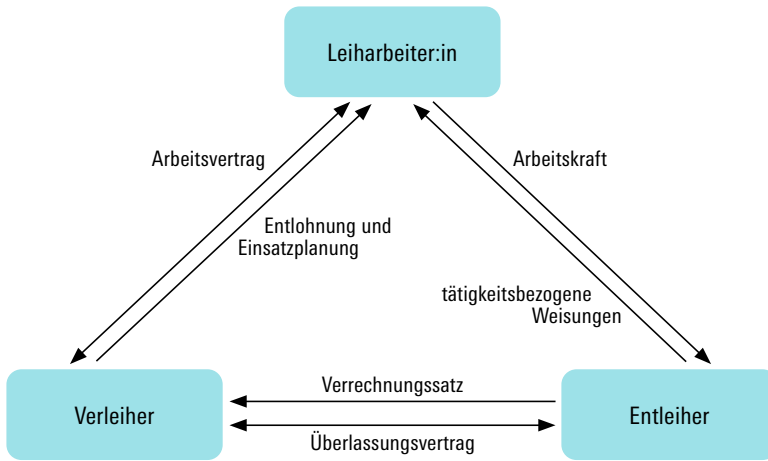 Leiharbeiter:in
Arbeitsvertrag
Arbeitskraft
Entlohnung und
Einsatzplanung
tätigkeitsbezogene
Weisungen
Verrechnungssatz
Verleiher
Entleiher
Überlassungsvertrag